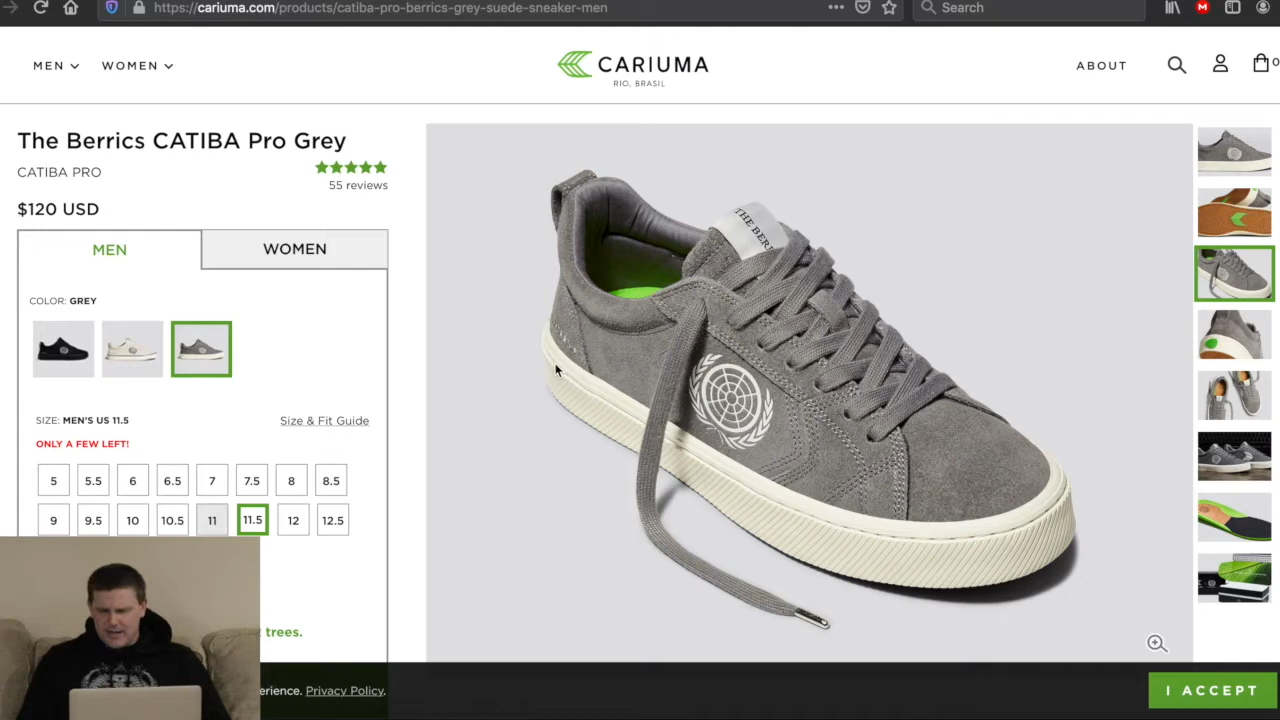 https://cariuma.com/products/catiba-pro-berrics-grey-suede-sneaker-men
Search
MEN
WOMEN
CARIUMA
RIO, BRASIL
ABOUT
0
The Berrics CATIBA Pro Grey
CATIBA PRO
55 reviews
$120 USD
MEN
WOMEN
COLOR: GREY
SIZE: MEN'S US 11.5
Size & Fit Guide
ONLY A FEW LEFT!
5 5.5 6 6.5 7 7.5 8 8.5
9 9.5 10 10.5 11 11.5 12 12.5
trees.
erience. Privacy Policy.
I ACCEPT
THE BERR